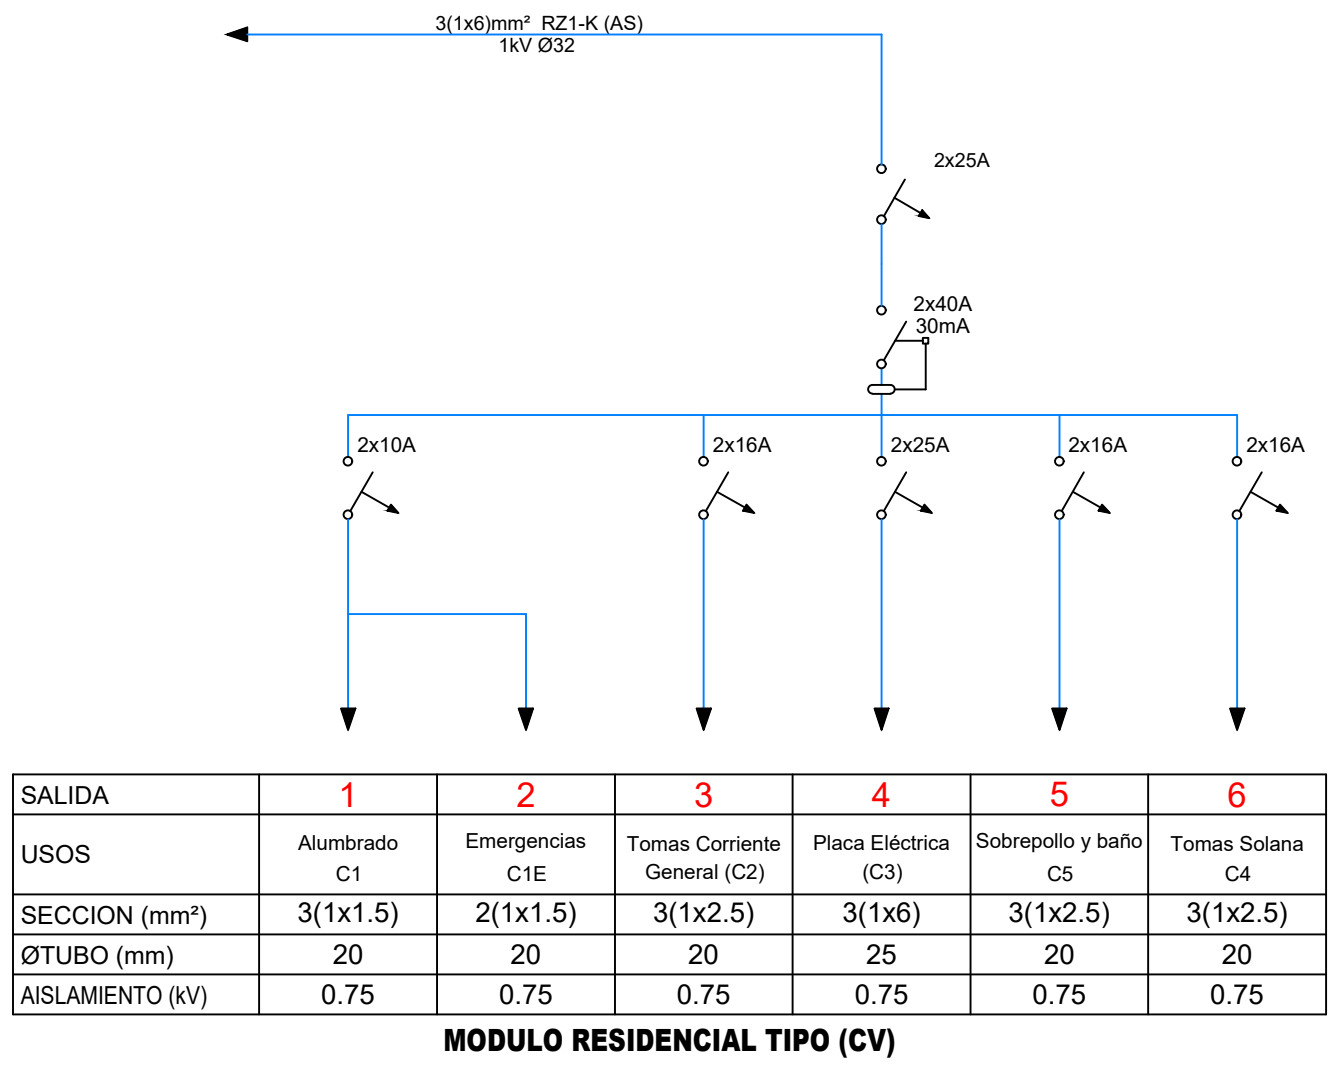 3(1x6)mm² RZ1-K (AS)
1kV Ø32
2x25A
2x40A
30mA
2x10A 2x16A 2x25A 2x16A 2x16A
SALIDA 1 2 3 4 5 6
USOS
Alumbrado
C1
Emergencias
C1E
Tomas Corriente
General (C2)
Placa Eléctrica
(C3)
Sobrepollo y baño
C5
Tomas Solana
C4
SECCION (mm²) 3(1x1.5) 2(1x1.5) 3(1x2.5) 3(1x6) 3(1x2.5) 3(1x2.5)
ØTUBO (mm) 20 20 20 25 20 20
AISLAMIENTO (kV) 0.75 0.75 0.75 0.75 0.75 0.75
MODULO RESIDENCIAL TIPO (CV)